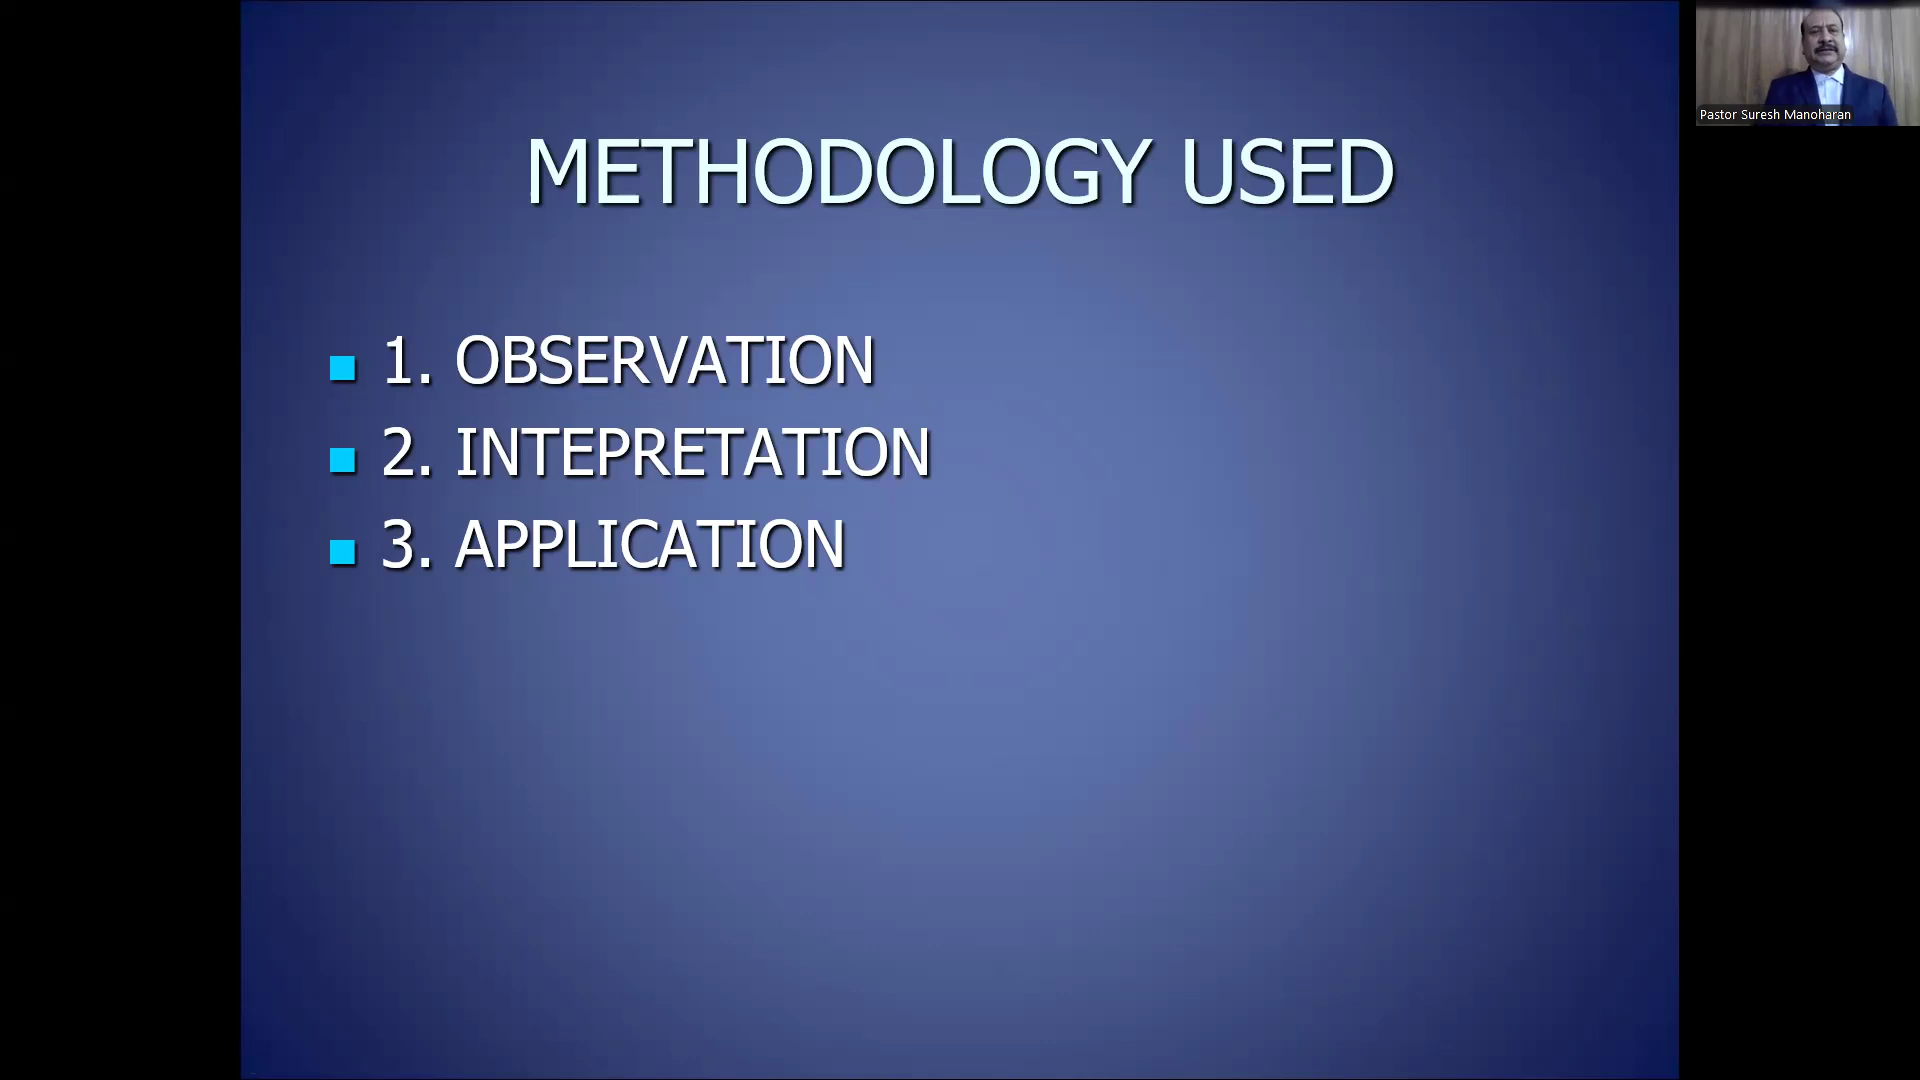 METHODOLOGY USED
1. OBSERVATION
2. INTEPRETATION
3. APPLICATION
Pastor Suresh Manoharan